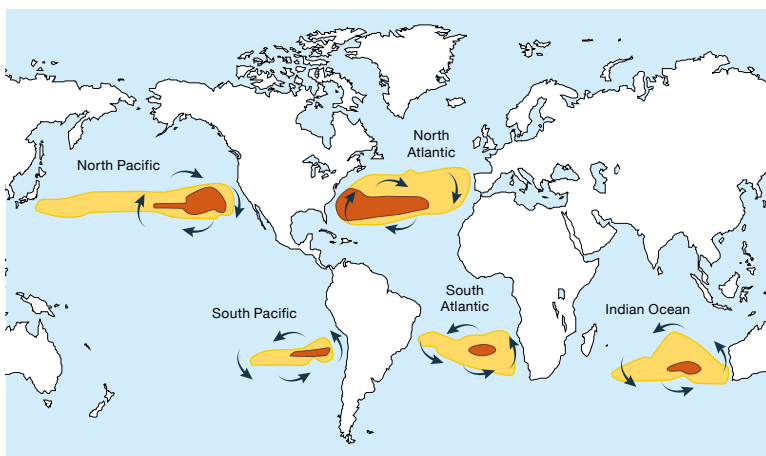 North
Atlantic
North Pacific
South
Atlantic
South Pacific
Indian Ocean